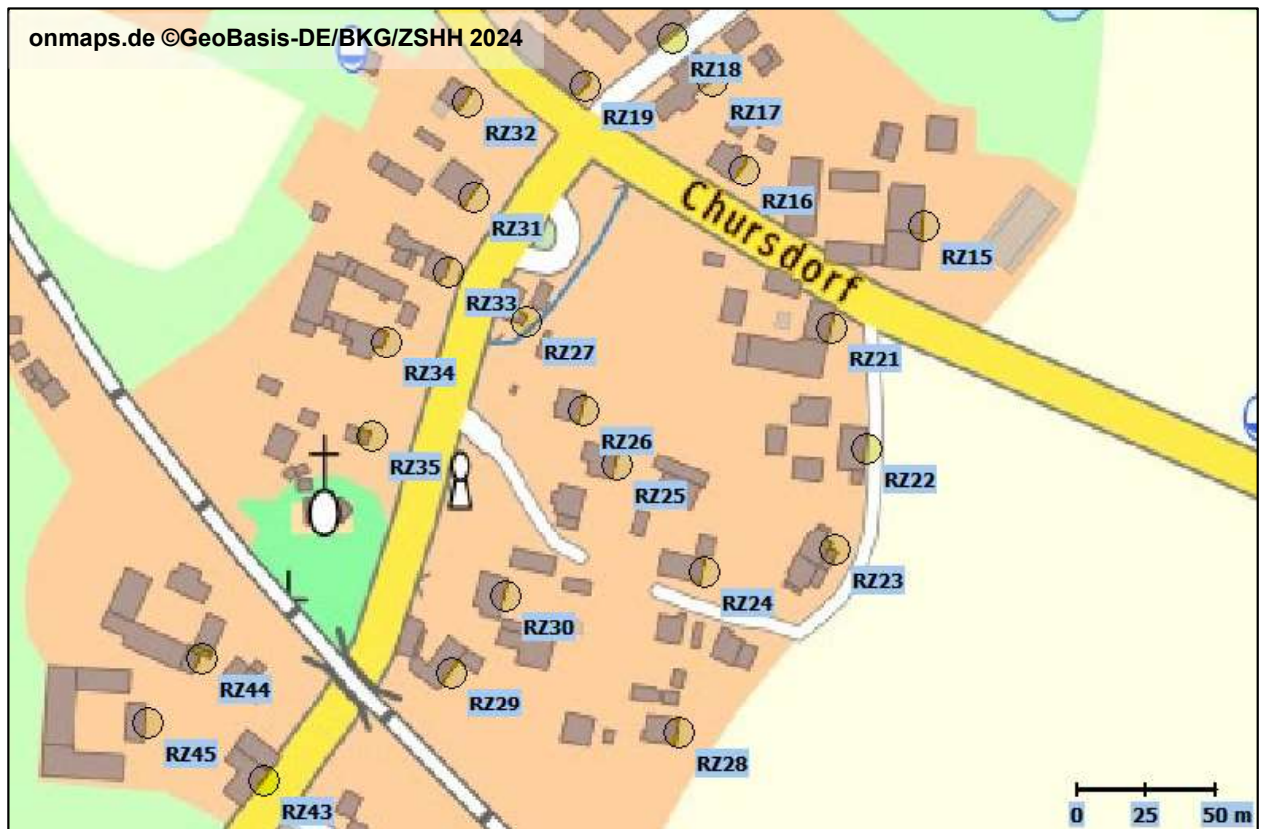 onmaps.de ©GeoBasis-DE/BKG/ZSHH 2024
RZ18
RZ17
RZ19
RZ32
RZ16
RZ31
Chursdorf
RZ15
RZ33
RZ21
RZ27
RZ34
RZ26
RZ35
RZ22
RZ25
RZ23
RZ24
RZ30
RZ29
RZ44
RZ45
RZ28
RZ43
0 25 50 m